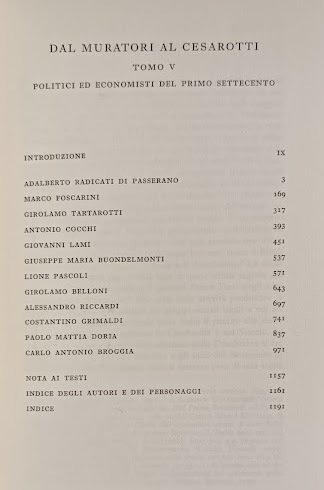 DAL MURATORI AL CESAROTTI
TOMO V
POLITICI ED ECONOMISTI DEL PRIMO SETTECENTO
INTRODUZIONE IX
ADALBERTO RADICATI DI PASSERANO 3
MARCO FOSCARINI 169
GIROLAMO TARTAROTTI 317
ANTONIO COCCHI 393
GIOVANNI LAMI 451
GIUSEPPE MARIA BUONDELMONTI 537
LIONE PASCOLI 571
GIROLAMO BELLONI 643
ALESSANDRO RICCARDI 697
COSTANTINO GRIMALDI 741
PAOLO MATTIA DORIA 837
CARLO ANTONIO BROGGIA 971
NOTA AI TESTI 1157
INDICE DEGLI AUTORI E DEI PERSONAGGI 1161
INDICE 1191